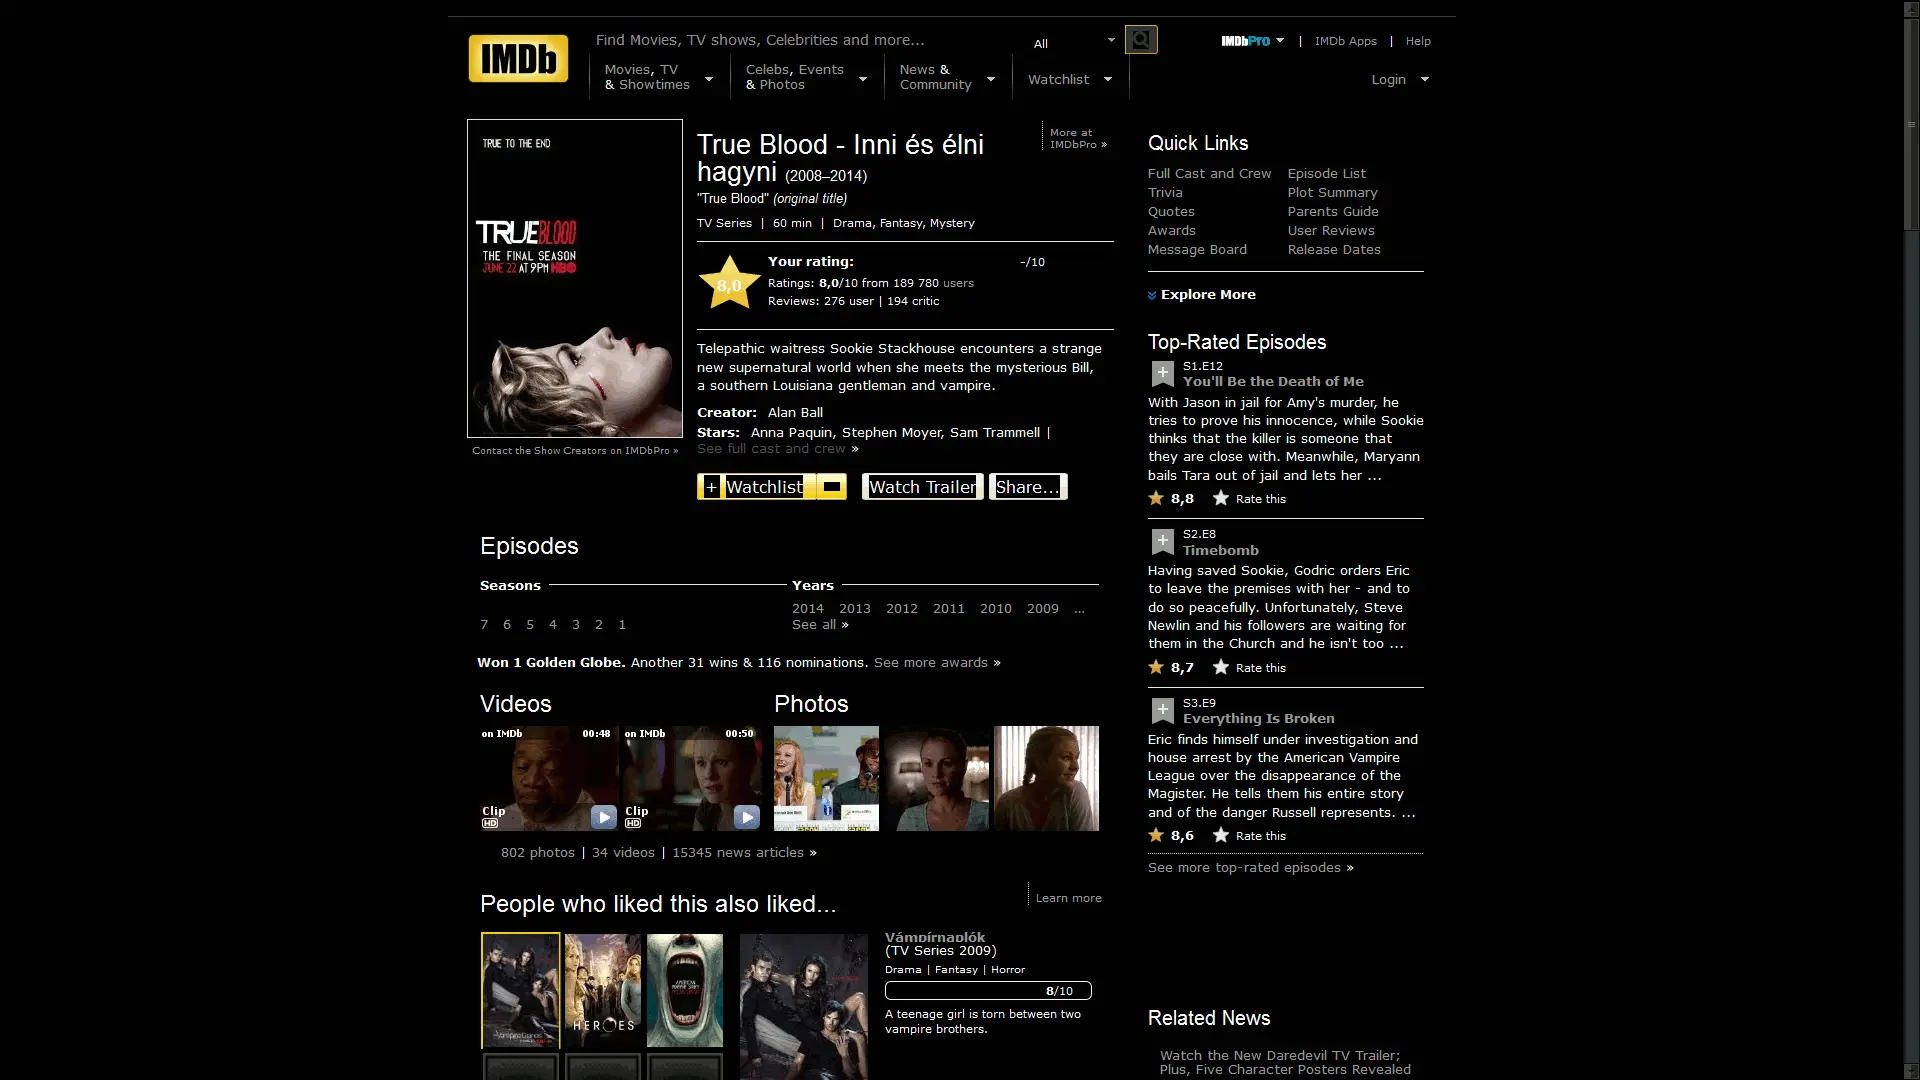 IMDb
Find Movies, TV shows, Celebrities and more...
All
IMDbPro | IMDb Apps | Help
Movies, TV & Showtimes
Celebs, Events & Photos
News & Community
Watchlist
Login
TRUE TO THE END
TRUE BLOOD
THE FINAL SEASON
JUNE 22 AT 9PM HBO
Contact the Show Creators on IMDbPro »
True Blood - Inni és élni
hagyni (2008–2014)
"True Blood" (original title)
More at
IMDbPro »
TV Series | 60 min | Drama, Fantasy, Mystery
8,0
Your rating: -/10
Ratings: 8,0/10 from 189 780 users
Reviews: 276 user | 194 critic
Telepathic waitress Sookie Stackhouse encounters a strange
new supernatural world when she meets the mysterious Bill,
a southern Louisiana gentleman and vampire.
Creator: Alan Ball
Stars: Anna Paquin, Stephen Moyer, Sam Trammell |
See full cast and crew »
+ Watchlist
Watch Trailer
Share...
Episodes
Seasons
7 6 5 4 3 2 1
Years
2014 2013 2012 2011 2010 2009 ...
See all »
Won 1 Golden Globe. Another 31 wins & 116 nominations. See more awards »
Videos
on IMDb 00:48
Clip
HD
on IMDb 00:50
Clip
HD
Photos
802 photos | 34 videos | 15345 news articles »
People who liked this also liked...
Learn more
HEROES
Vámpírnaplók
(TV Series 2009)
Drama | Fantasy | Horror
8/10
A teenage girl is torn between two
vampire brothers.
Quick Links
Full Cast and Crew
Trivia
Quotes
Awards
Message Board
Episode List
Plot Summary
Parents Guide
User Reviews
Release Dates
Explore More
Top-Rated Episodes
S1.E12
You'll Be the Death of Me
With Jason in jail for Amy's murder, he
tries to prove his innocence, while Sookie
thinks that the killer is someone that
they are close with. Meanwhile, Maryann
bails Tara out of jail and lets her ...
8,8 Rate this
S2.E8
Timebomb
Having saved Sookie, Godric orders Eric
to leave the premises with her - and to
do so peacefully. Unfortunately, Steve
Newlin and his followers are waiting for
them in the Church and he isn't too ...
8,7 Rate this
S3.E9
Everything Is Broken
Eric finds himself under investigation and
house arrest by the American Vampire
League over the disappearance of the
Magister. He tells them his entire story
and of the danger Russell represents. ...
8,6 Rate this
See more top-rated episodes »
Related News
Watch the New Daredevil TV Trailer;
Plus, Five Character Posters Revealed